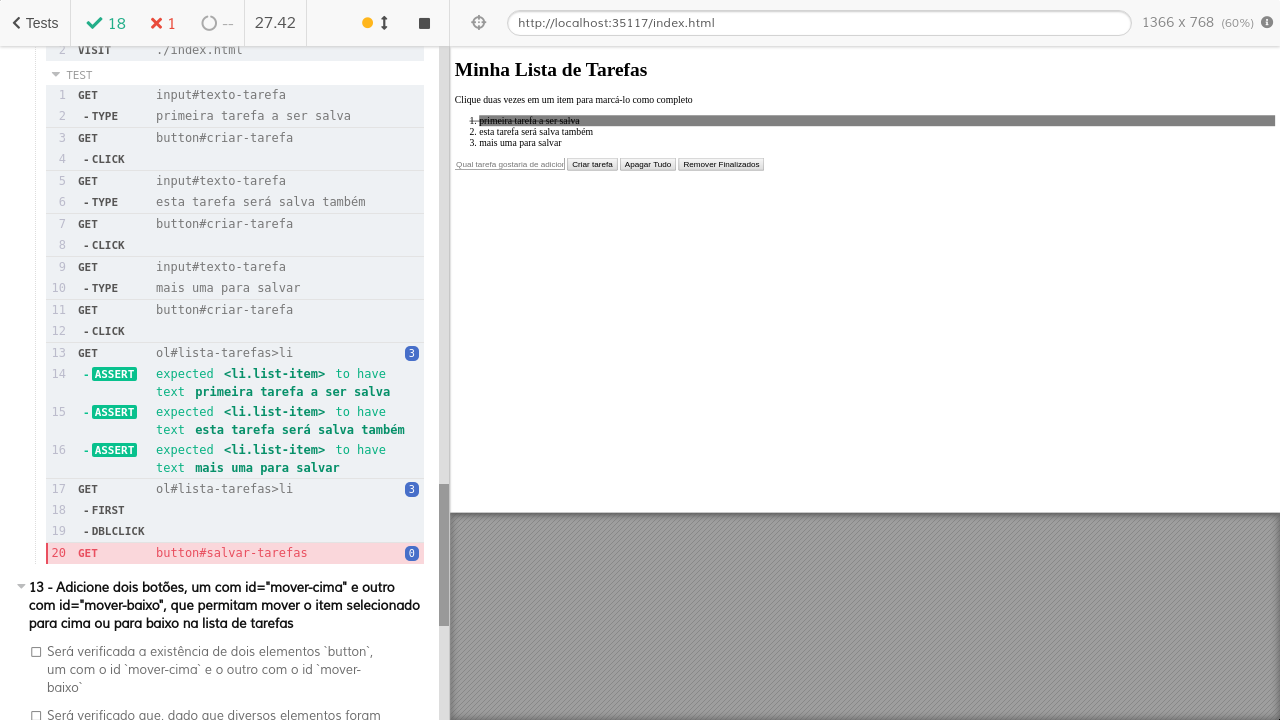 Tests 18 1 -- 27.42 http://localhost:35117/index.html 1366 x 768 (60%)
2 VISIT ./index.html
TEST
1 GET input#texto-tarefa
2 -TYPE primeira tarefa a ser salva
3 GET button#criar-tarefa
4 -CLICK
5 GET input#texto-tarefa
6 -TYPE esta tarefa será salva também
7 GET button#criar-tarefa
8 -CLICK
9 GET input#texto-tarefa
10 -TYPE mais uma para salvar
11 GET button#criar-tarefa
12 -CLICK
13 GET ol#lista-tarefas>li 3
14 -ASSERT expected <li.list-item> to have
text primeira tarefa a ser salva
15 -ASSERT expected <li.list-item> to have
text esta tarefa será salva também
16 -ASSERT expected <li.list-item> to have
text mais uma para salvar
17 GET ol#lista-tarefas>li 3
18 -FIRST
19 -DBLCLICK
20 GET button#salvar-tarefas 0
13 - Adicione dois botões, um com id="mover-cima" e outro
com id="mover-baixo", que permitam mover o item selecionado
para cima ou para baixo na lista de tarefas
Será verificada a existência de dois elementos `button`,
um com o id `mover-cima` e o outro com o id `mover-
baixo`
Será verificado que, dado que diversos elementos foram
Minha Lista de Tarefas
Clique duas vezes em um item para marcá-lo como completo
1. primeira tarefa a ser salva
2. esta tarefa será salva também
3. mais uma para salvar
Qual tarefa gostaria de adicion Criar tarefa Apagar Tudo Remover Finalizados